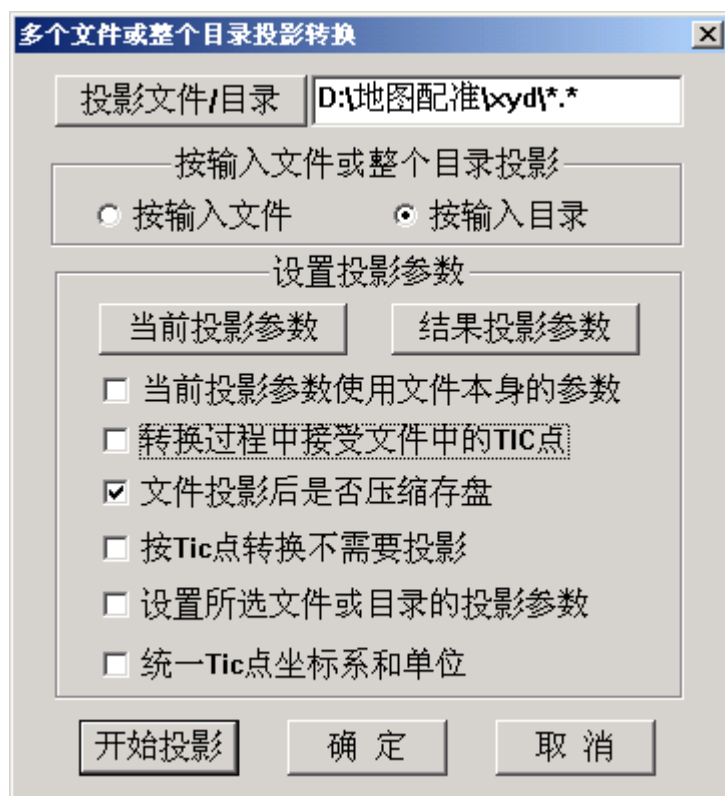 多个文件或整个目录投影转换
投影文件/目录 D:\地图配准\xyd\*.*
按输入文件或整个目录投影
按输入文件 按输入目录
设置投影参数
当前投影参数 结果投影参数
当前投影参数使用文件本身的参数
转换过程中接受文件中的TIC点
文件投影后是否压缩存盘
按Tic点转换不需要投影
设置所选文件或目录的投影参数
统一Tic点坐标系和单位
开始投影 确 定 取 消